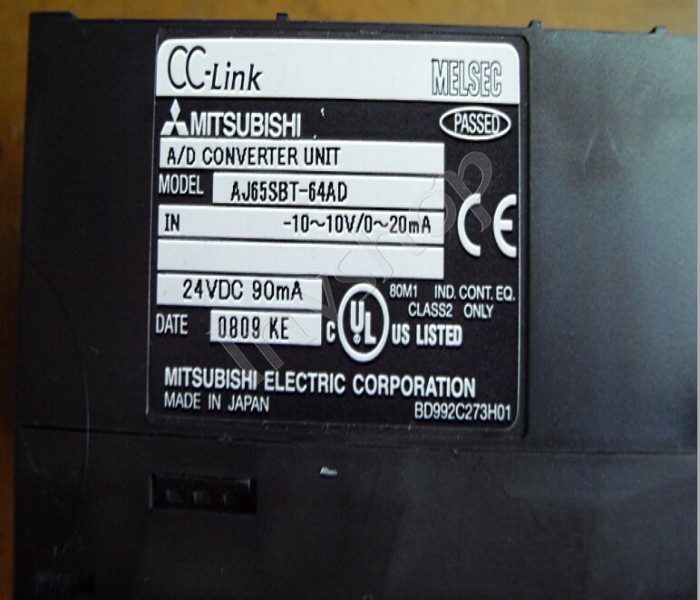 CC-Link MELSEC
MITSUBISHI PASSED
A/D CONVERTER UNIT
MODEL AJ65SBT-64AD
IN -10~10V/0~20mA
CE
24VDC 90mA
80M1 IND. CONT. EQ.
CLASS2 ONLY
DATE 0809 KE
C UL US LISTED
MITSUBISHI ELECTRIC CORPORATION
MADE IN JAPAN BD992C273H01